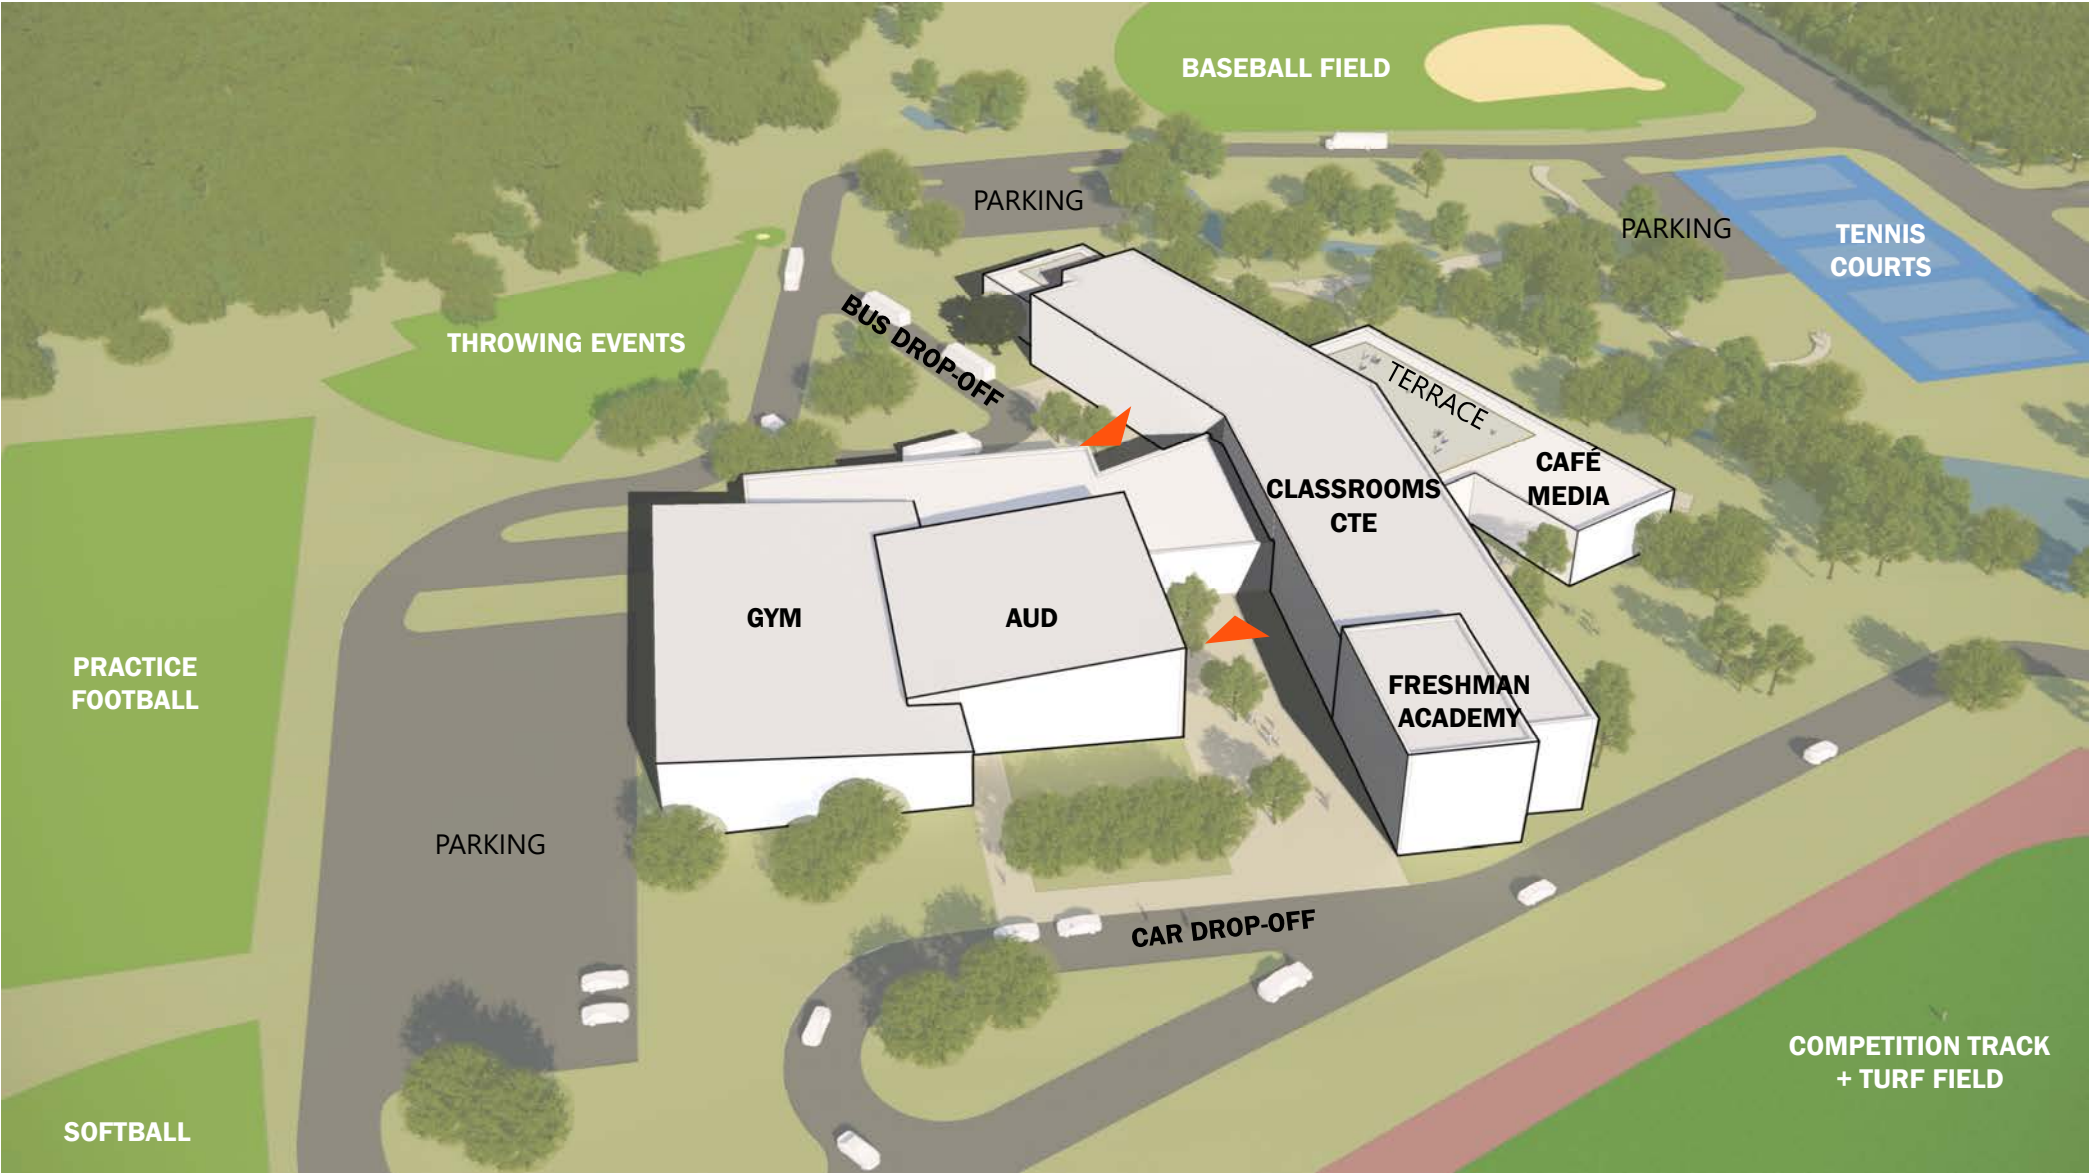 BASEBALL FIELD
PARKING
PARKING
TENNIS
COURTS
THROWING EVENTS
BUS DROP-OFF
TERRACE
CAFÉ
MEDIA
CLASSROOMS
CTE
GYM
AUD
PRACTICE
FOOTBALL
FRESHMAN
ACADEMY
PARKING
CAR DROP-OFF
COMPETITION TRACK
+ TURF FIELD
SOFTBALL